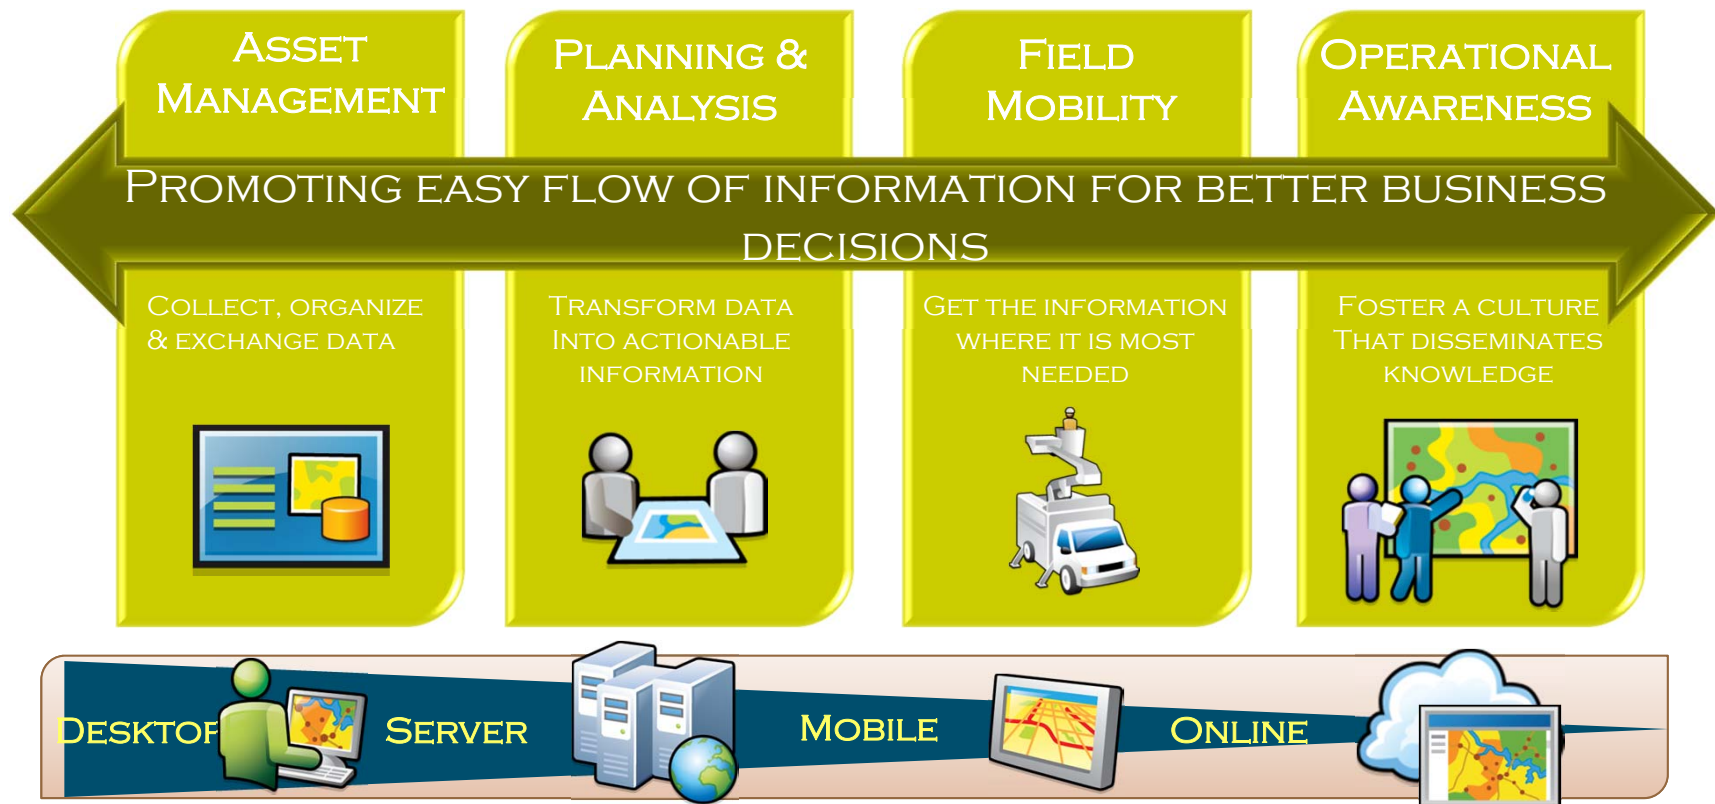 Asset
Management
Planning &
Analysis
Field
Mobility
Operational
Awareness
Promoting easy flow of information for better business
decisions
Collect, organize
& exchange data
Transform data
Into actionable
information
Get the information
where it is most
needed
Foster a culture
That disseminates
knowledge
Desktop
Server
Mobile
Online